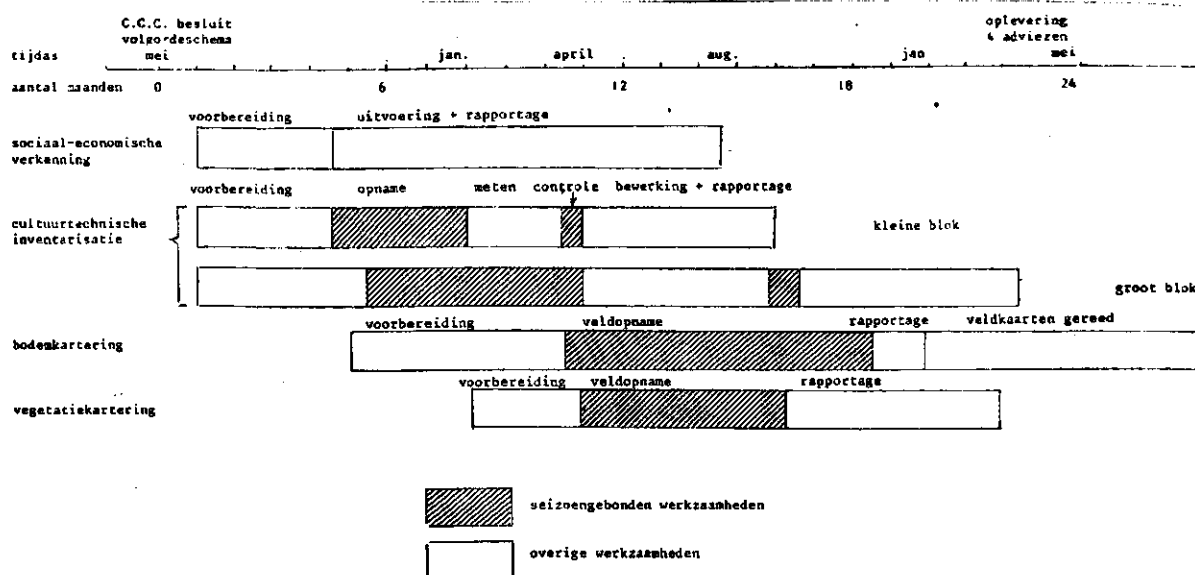 C.C.C. besluit
volgordeschema
oplevering
4 adviezen
tijdas mei jan. april aug. jan mei
aantal maanden 0 6 12 18 24
voorbereiding uitvoering + rapportage
sociaal-economische
verkenning
voorbereiding opname meten controle bewerking + rapportage
cultuurtechnische
inventarisatie
kleine blok
groot blok
voorbereiding veldopname rapportage veldkaarten gereed
bodemkartering
voorbereiding veldopname rapportage
vegetatiekartering
seizoengebonden werkzaamheden
overige werkzaamheden